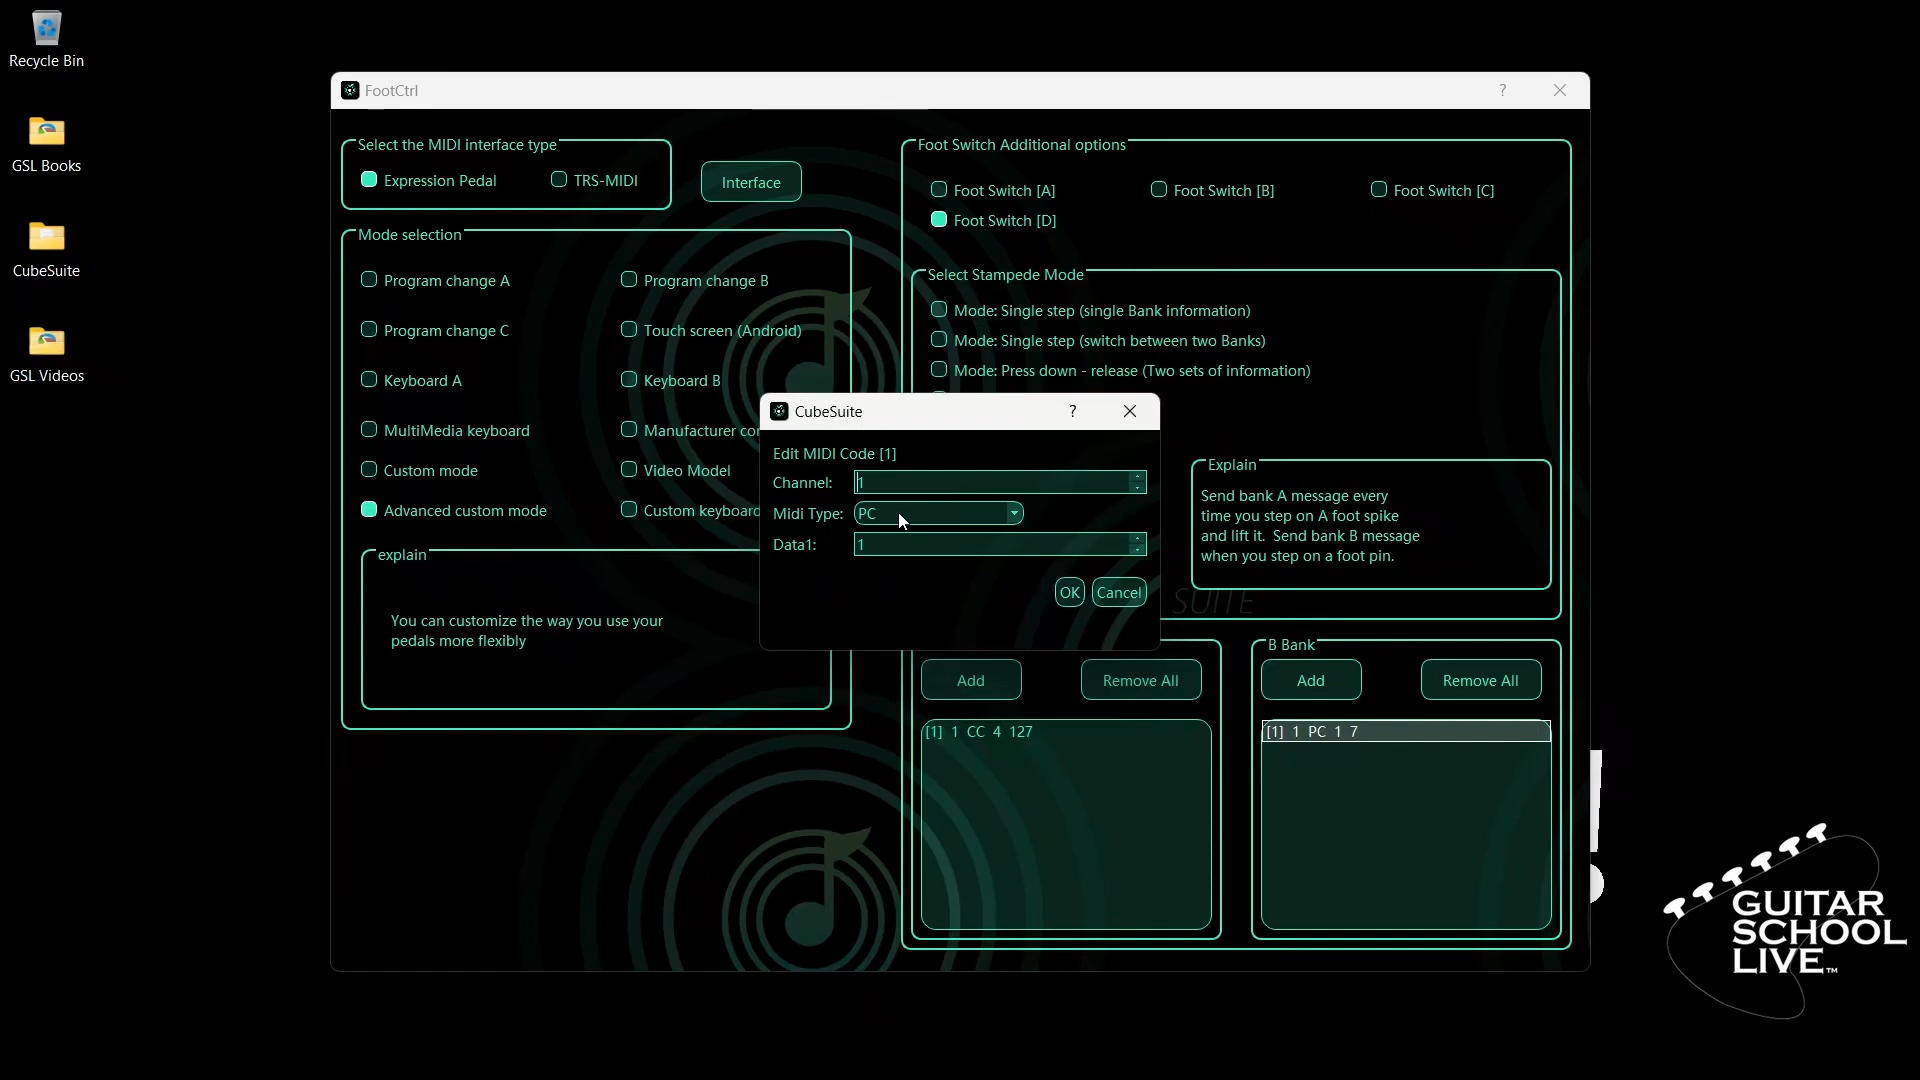 Recycle Bin
GSL Books
CubeSuite
GSL Videos
FootCtrl
?
Select the MIDI interface type
Expression Pedal
TRS-MIDI
Interface
Mode selection
Program change A
Program change B
Program change C
Touch screen (Android)
Keyboard A
Keyboard B
MultiMedia keyboard
Manufacturer cor
Custom mode
Video Model
Advanced custom mode
Custom keyboard
explain
You can customize the way you use your
pedals more flexibly
Foot Switch Additional options
Foot Switch [A]
Foot Switch [B]
Foot Switch [C]
Foot Switch [D]
Select Stampede Mode
Mode: Single step (single Bank information)
Mode: Single step (switch between two Banks)
Mode: Press down - release (Two sets of information)
CubeSuite
?
Edit MIDI Code [1]
Channel:
1
Midi Type:
PC
Data1:
1
OK
Cancel
Explain
Send bank A message every
time you step on A foot spike
and lift it. Send bank B message
when you step on a foot pin.
SUITE
Add
Remove All
[1] 1 CC 4 127
B Bank
Add
Remove All
[1] 1 PC 1 7
GUITAR
SCHOOL
LIVE™